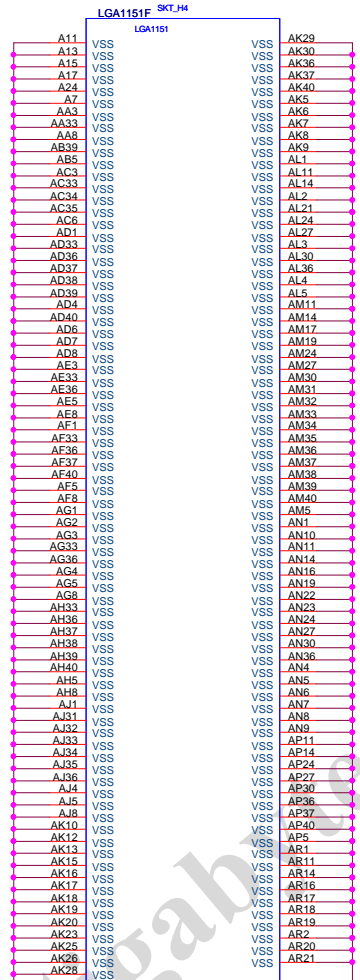 LGA1151F SKT_H4
LGA1151
A11 VSS VSS AK29
A13 VSS VSS AK30
A15 VSS VSS AK36
A17 VSS VSS AK37
A24 VSS VSS AK40
A7 VSS VSS AK5
AA3 VSS VSS AK6
AA33 VSS VSS AK7
AA8 VSS VSS AK8
AB39 VSS VSS AK9
AB5 VSS VSS AL1
AC3 VSS VSS AL11
AC33 VSS VSS AL14
AC34 VSS VSS AL2
AC35 VSS VSS AL21
AC6 VSS VSS AL24
AD1 VSS VSS AL27
AD33 VSS VSS AL3
AD36 VSS VSS AL30
AD37 VSS VSS AL36
AD38 VSS VSS AL4
AD39 VSS VSS AL5
AD4 VSS VSS AM11
AD40 VSS VSS AM14
AD6 VSS VSS AM17
AD7 VSS VSS AM19
AD8 VSS VSS AM24
AE3 VSS VSS AM27
AE33 VSS VSS AM30
AE36 VSS VSS AM31
AE5 VSS VSS AM32
AE8 VSS VSS AM33
AF1 VSS VSS AM34
AF33 VSS VSS AM35
AF36 VSS VSS AM36
AF37 VSS VSS AM37
AF40 VSS VSS AM38
AF5 VSS VSS AM39
AF8 VSS VSS AM40
AG1 VSS VSS AM5
AG2 VSS VSS AN1
AG3 VSS VSS AN10
AG33 VSS VSS AN11
AG36 VSS VSS AN14
AG4 VSS VSS AN16
AG5 VSS VSS AN19
AG8 VSS VSS AN22
AH33 VSS VSS AN23
AH36 VSS VSS AN24
AH37 VSS VSS AN27
AH38 VSS VSS AN30
AH39 VSS VSS AN36
AH40 VSS VSS AN4
AH5 VSS VSS AN5
AH8 VSS VSS AN6
AJ1 VSS VSS AN7
AJ31 VSS VSS AN8
AJ32 VSS VSS AN9
AJ33 VSS VSS AP11
AJ34 VSS VSS AP14
AJ35 VSS VSS AP24
AJ36 VSS VSS AP27
AJ4 VSS VSS AP30
AJ5 VSS VSS AP36
AJ8 VSS VSS AP37
AK10 VSS VSS AP40
AK12 VSS VSS AP5
AK13 VSS VSS AR1
AK15 VSS VSS AR11
AK16 VSS VSS AR14
AK17 VSS VSS AR16
AK18 VSS VSS AR17
AK19 VSS VSS AR18
AK20 VSS VSS AR19
AK23 VSS VSS AR2
AK25 VSS VSS AR20
AK26 VSS VSS AR21
AK28 VSS
gabyte